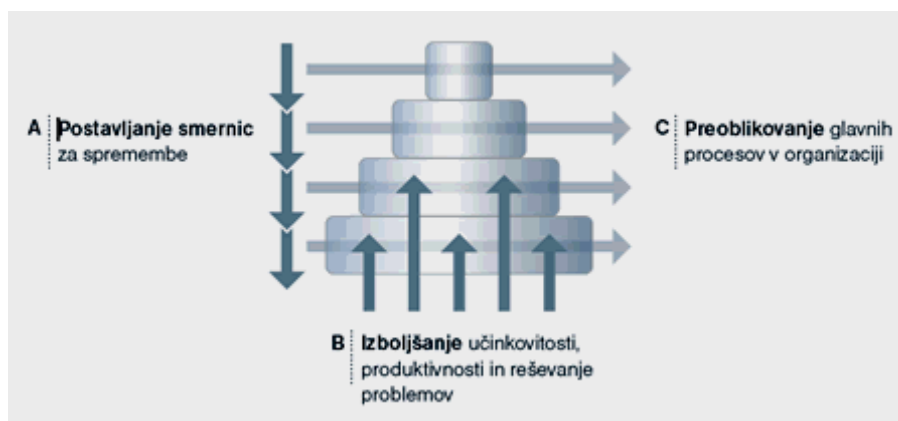 A Postavljanje smernic
za spremembe
C Preoblikovanje glavnih
procesov v organizaciji
B Izboljšanje učinkovitosti,
produktivnosti in reševanje
problemov